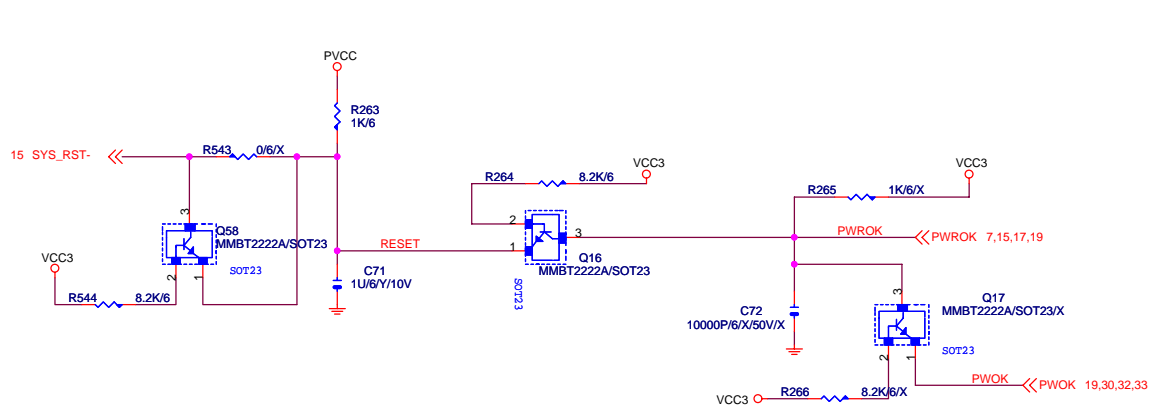 PVCC
R263
1K/6
15 SYS_RST-
R543 0/6/X
VCC3
VCC3
R264 8.2K/6
R265 1K/6/X
3
Q58
MMBT2222A/SOT23
SOT23
2
1
VCC3
R544 8.2K/6
RESET
C71
1U/6/Y/10V
2
1
3
Q16
MMBT2222A/SOT23
SOT23
PWROK
PWROK 7,15,17,19
C72
10000P/6/X/50V/X
3
Q17
MMBT2222A/SOT23/X
SOT23
2
1
PWOK
PWOK 19,30,32,33
VCC3
R266 8.2K/6/X